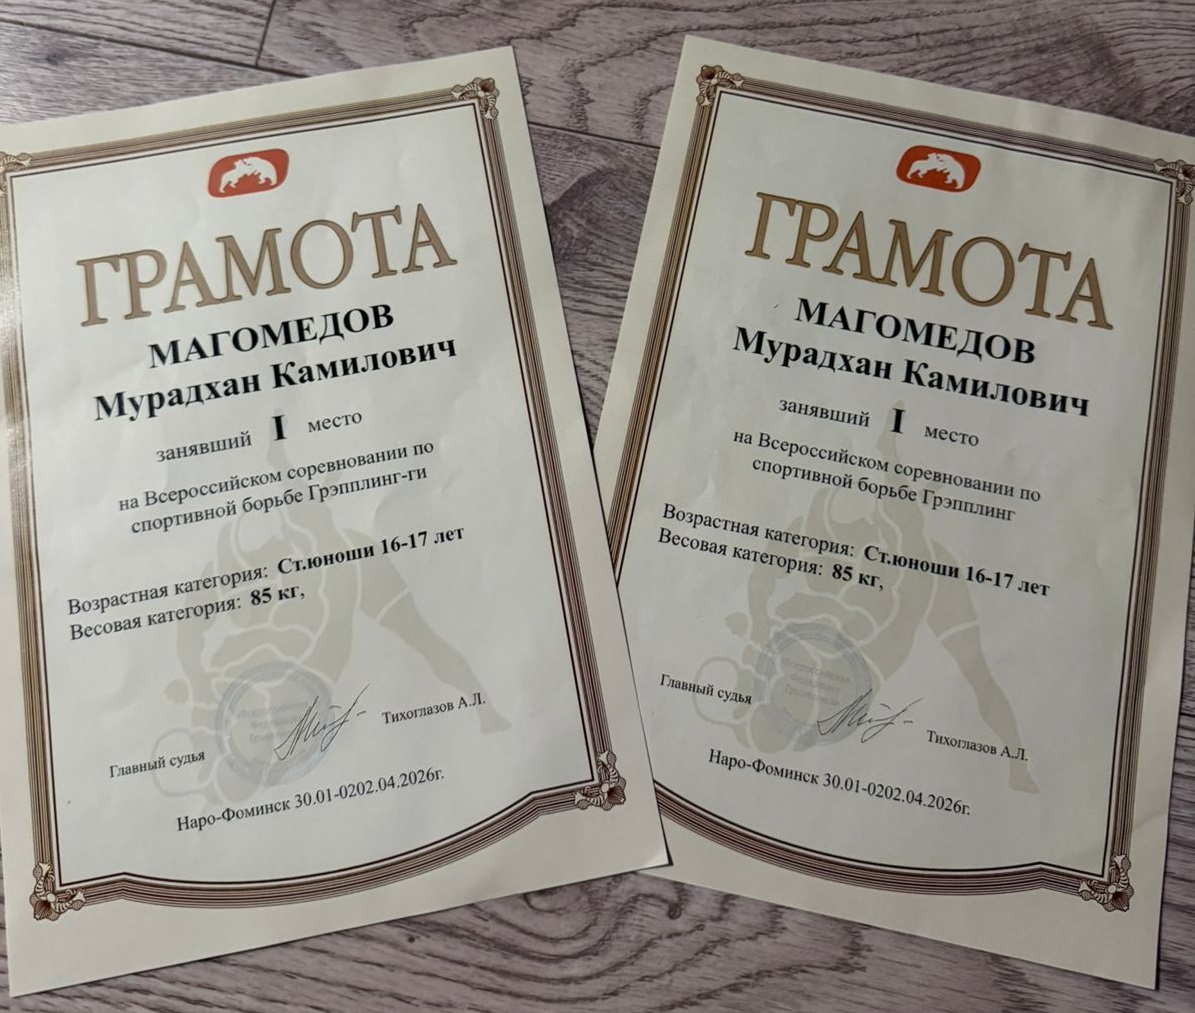 ГРАМОТА
МАГОМЕДОВ
Мурадхан Камилович
занявший I место
на Всероссийском соревновании по
спортивной борьбе Грэпплинг-ги
Возрастная категория: Ст.юноши 16-17 лет
Весовая категория: 85 кг,
Главный судья Тихоглазов А.Л.
Наро-Фоминск 30.01-0202.04.2026г.
ГРАМОТА
МАГОМЕДОВ
Мурадхан Камилович
занявший I место
на Всероссийском соревновании по
спортивной борьбе Грэпплинг
Возрастная категория: Ст.юноши 16-17 лет
Весовая категория: 85 кг,
Главный судья Тихоглазов А.Л.
Наро-Фоминск 30.01-0202.04.2026г.